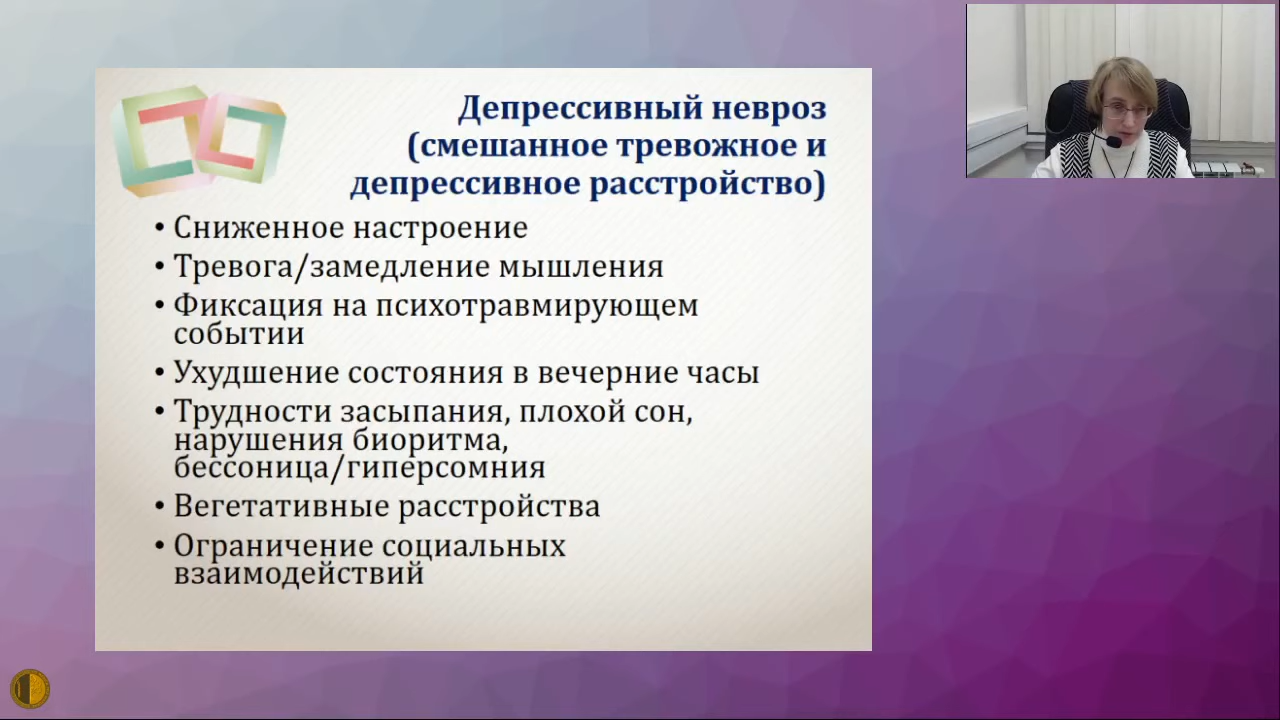 Депрессивный невроз
(смешанное тревожное и
депрессивное расстройство)
• Сниженное настроение
• Тревога/замедление мышления
• Фиксация на психотравмирующем
событии
• Ухудшение состояния в вечерние часы
• Трудности засыпания, плохой сон,
нарушения биоритма,
бессоница/гиперсомния
• Вегетативные расстройства
• Ограничение социальных
взаимодействий